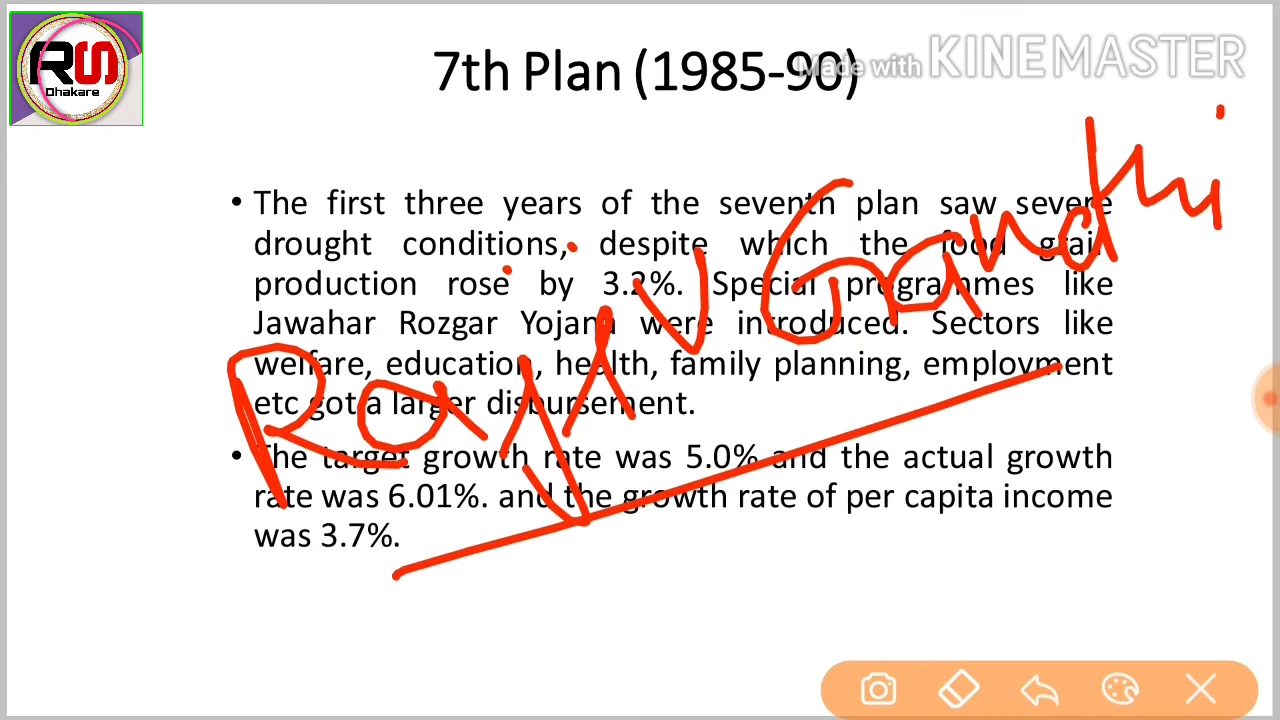 RS
Dhakare
7th Plan (1985-90)
Made with KINEMASTER
• The first three years of the seventh plan saw severe
drought conditions, despite which the food grain
production rose by 3.2%. Special programmes like
Jawahar Rozgar Yojana were introduced. Sectors like
welfare, education, health, family planning, employment
etc got a larger disbursement.
• The target growth rate was 5.0% and the actual growth
rate was 6.01%. and the growth rate of per capita income
was 3.7%.
Rajiv Gandhi